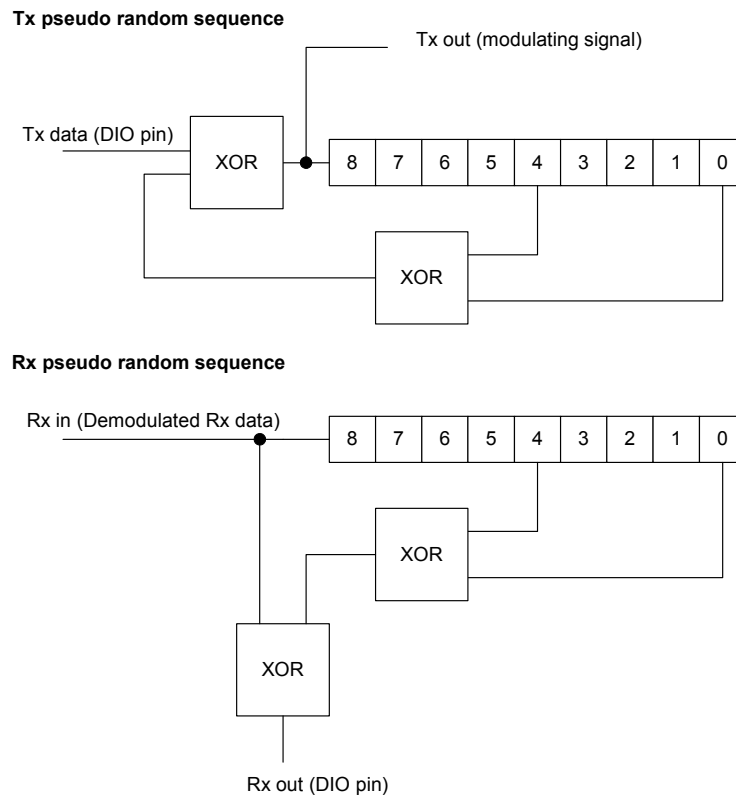 Tx pseudo random sequence
Tx out (modulating signal)
Tx data (DIO pin)
XOR
8 7 6 5 4 3 2 1 0
XOR
Rx pseudo random sequence
Rx in (Demodulated Rx data)
8 7 6 5 4 3 2 1 0
XOR
XOR
Rx out (DIO pin)